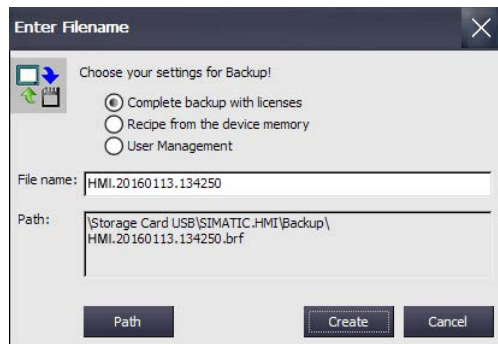 Enter Filename
Choose your settings for Backup!
Complete backup with licenses
Recipe from the device memory
User Management
File name: HMI.20160113.134250
Path: \Storage Card USB\SIMATIC.HMI\Backup\
HMI.20160113.134250.brf
Path Create Cancel